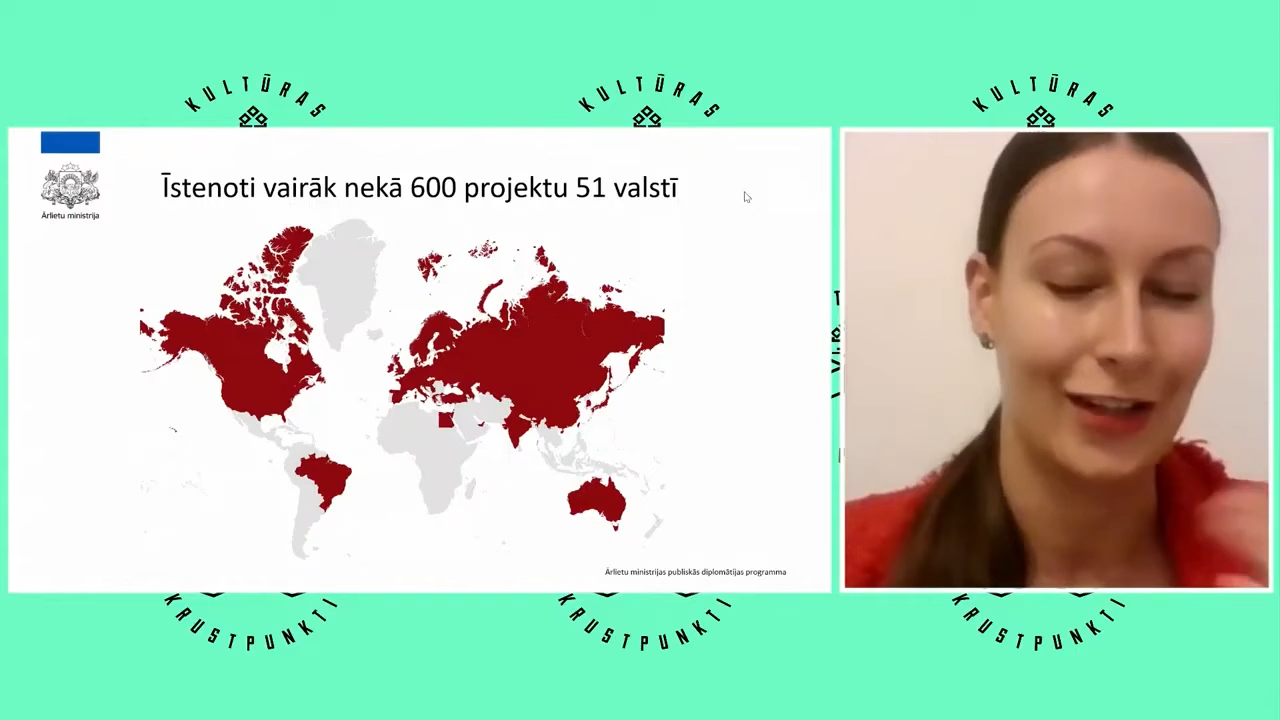 KULTŪRAS
KULTŪRAS
KULTŪRAS
Ārlietu ministrija
Īstenoti vairāk nekā 600 projektu 51 valstī
Ārlietu ministrijas publiskās diplomātijas programma
KRUSTPUNKTI
KRUSTPUNKTI
KRUSTPUNKTI